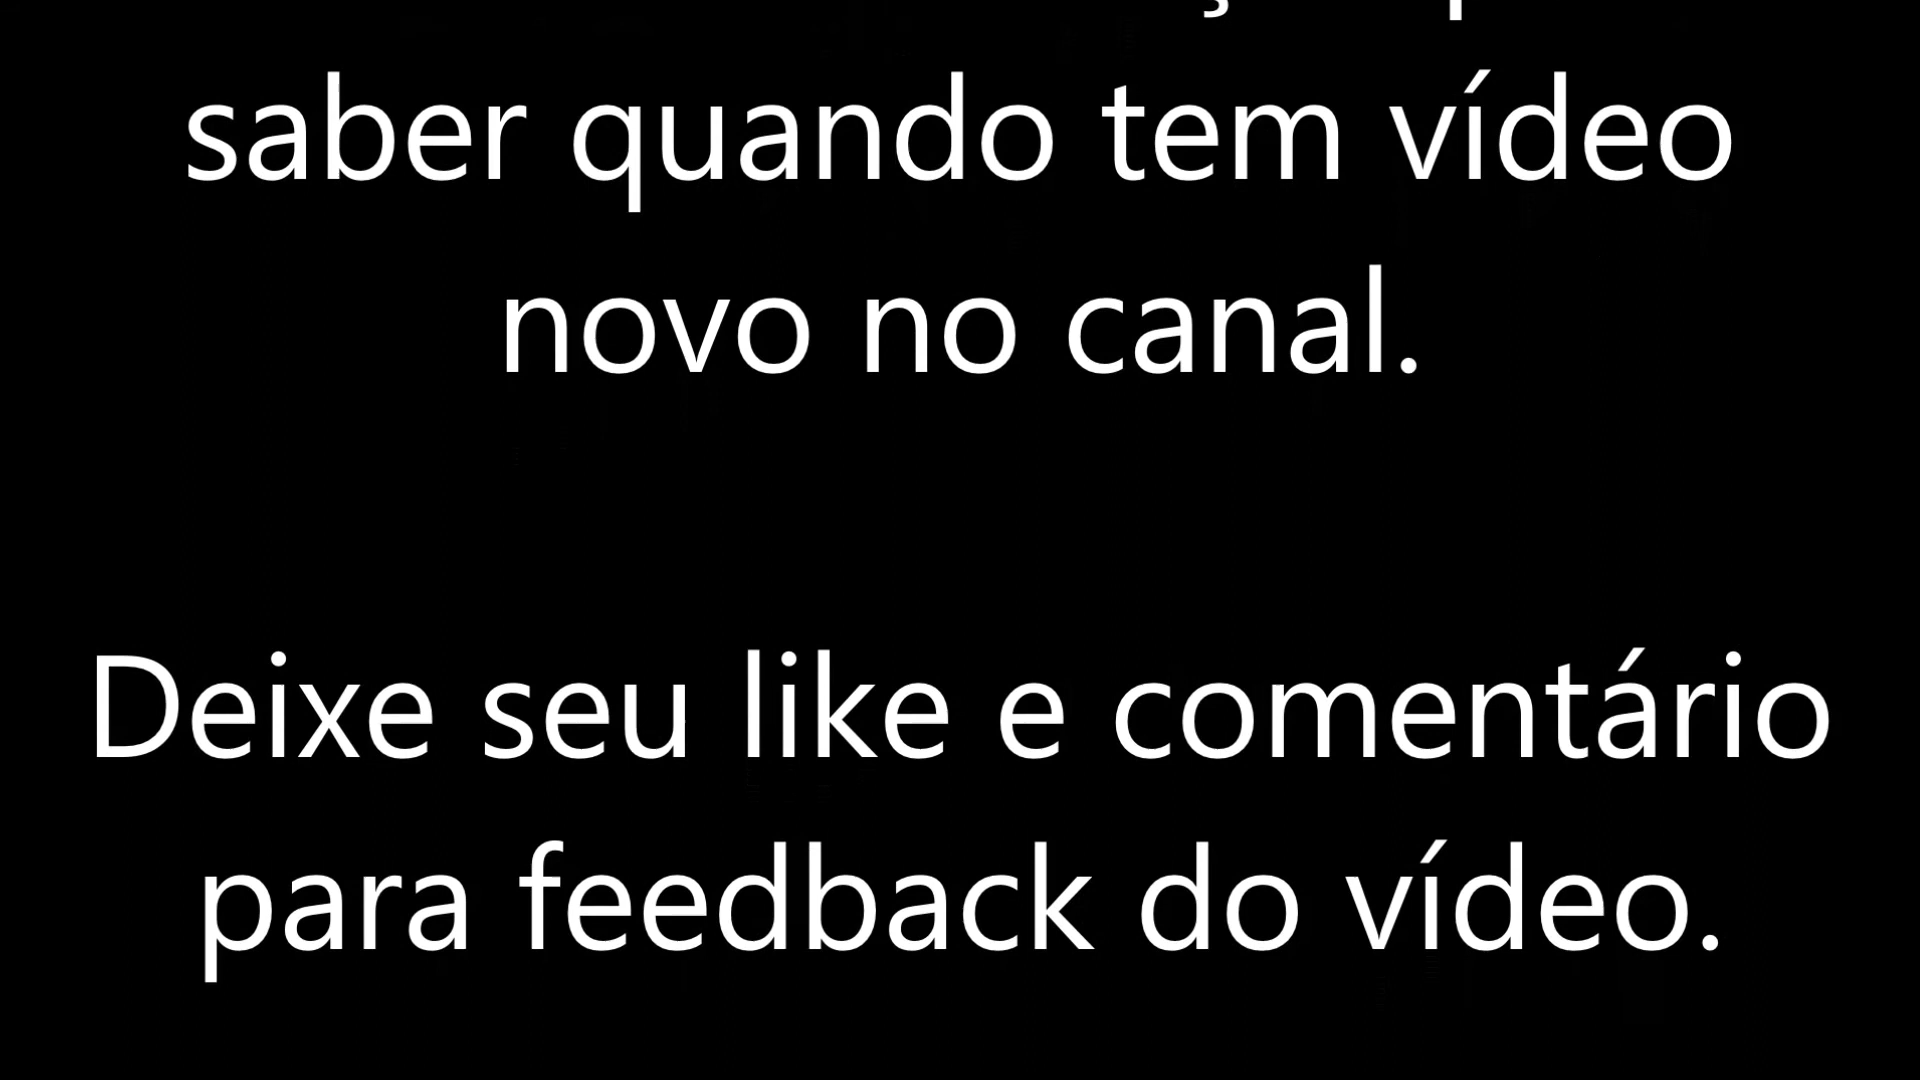 saber quando tem vídeo
novo no canal.
Deixe seu like e comentário
para feedback do vídeo.